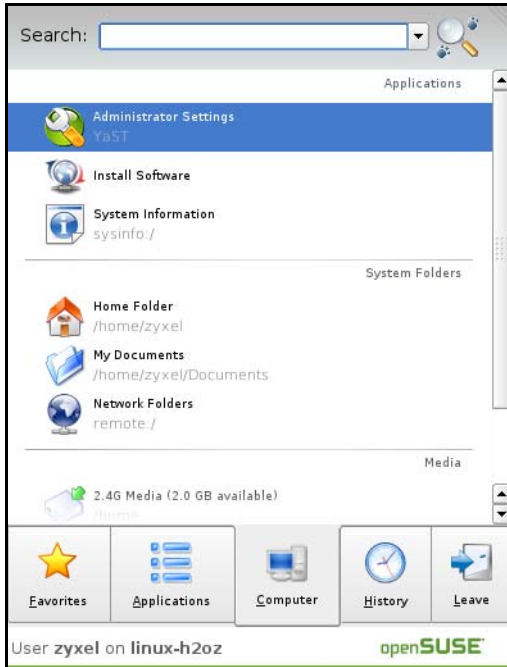 Search:
Applications
Administrator Settings
YaST
Install Software
System Information
sysinfo:/
System Folders
Home Folder
/home/zyxel
My Documents
/home/zyxel/Documents
Network Folders
remote:/
Media
2.4G Media (2.0 GB available)
/home
Favorites
Applications
Computer
History
Leave
User zyxel on linux-h2oz
openSUSE